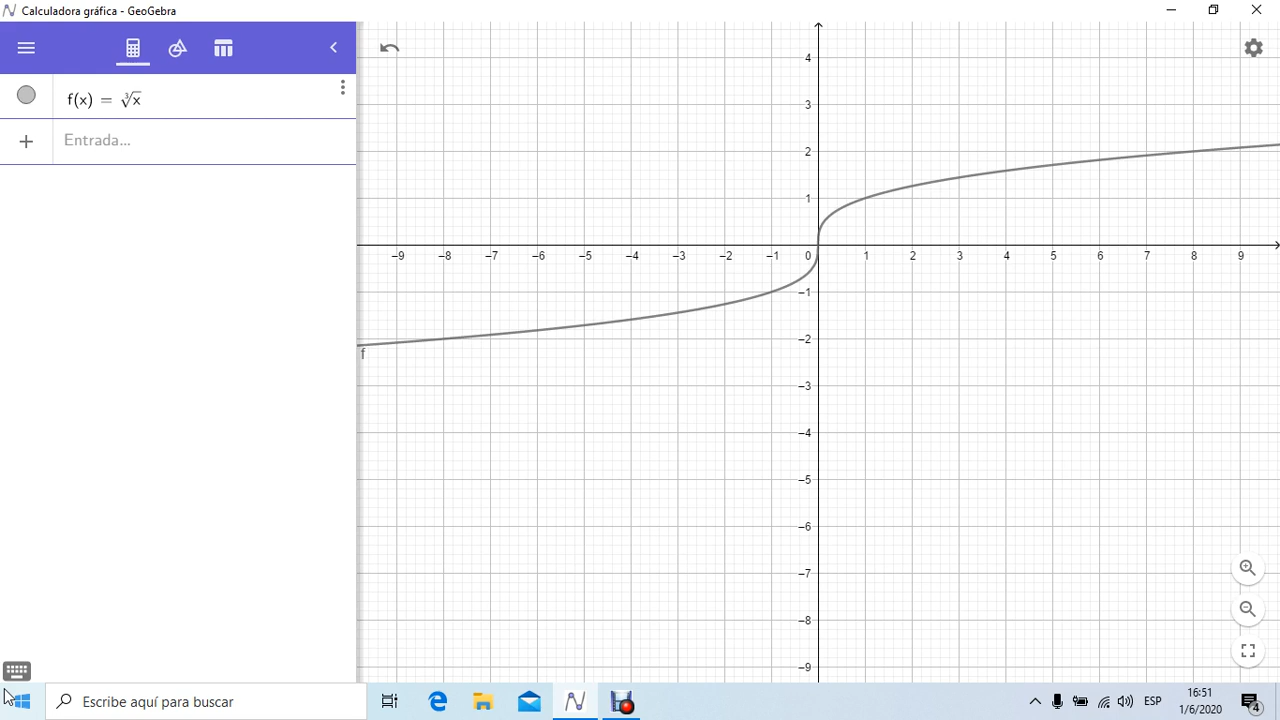 Calculadora gráfica - GeoGebra
f(x) = ∛x
Entrada...
4
3
2
1
−9 −8 −7 −6 −5 −4 −3 −2 −1 0 1 2 3 4 5 6 7 8 9
−1
−2
f
−3
−4
−5
−6
−7
−8
−9
Escribe aquí para buscar
ESP
16:51
1/6/2020
4